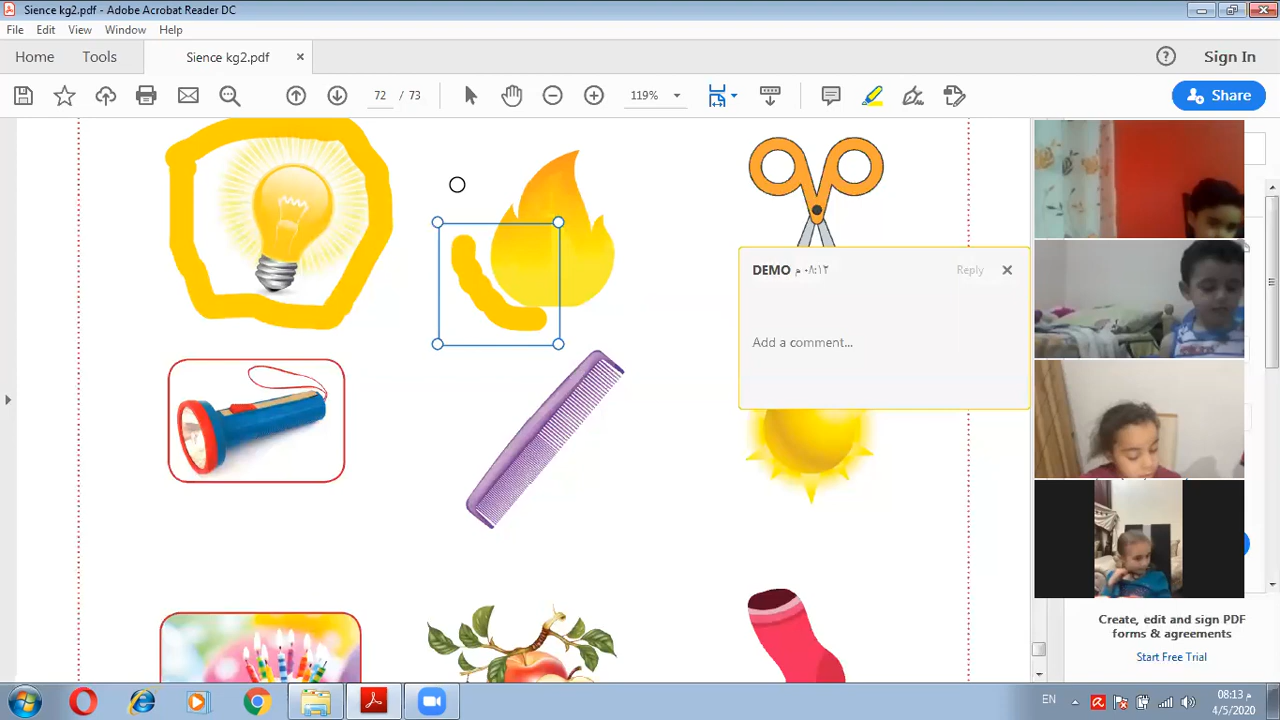 Sience kg2.pdf - Adobe Acrobat Reader DC
File Edit View Window Help
Home Tools Sience kg2.pdf × Sign In
72 / 73 119% Share
DEMO م ٠٨:١٣ Reply
Add a comment...
Create, edit and sign PDF
forms & agreements
Start Free Trial
EN م 08:13
4/5/2020